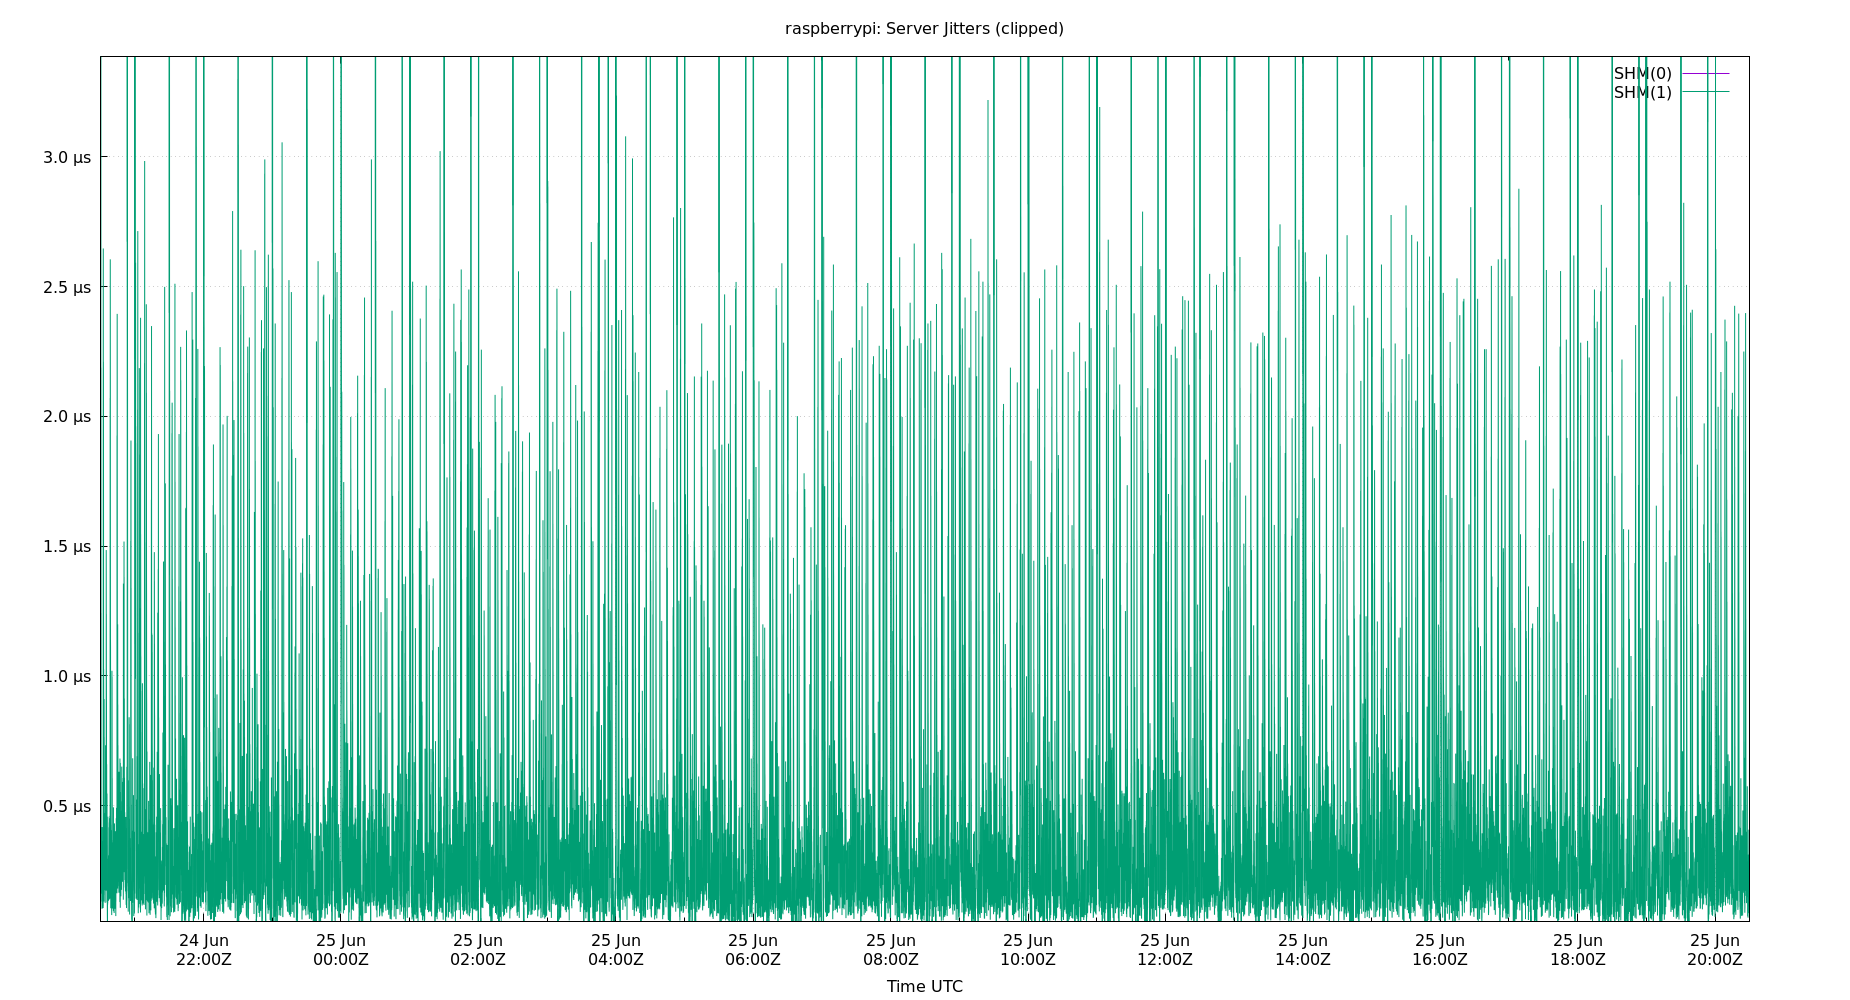 raspberrypi: Server Jitters (clipped)
SHM(0)
SHM(1)
3.0 μs
2.5 μs
2.0 μs
1.5 μs
1.0 μs
0.5 μs
24 Jun 25 Jun 25 Jun 25 Jun 25 Jun 25 Jun 25 Jun 25 Jun 25 Jun 25 Jun 25 Jun 25 Jun
22:00Z 00:00Z 02:00Z 04:00Z 06:00Z 08:00Z 10:00Z 12:00Z 14:00Z 16:00Z 18:00Z 20:00Z
Time UTC